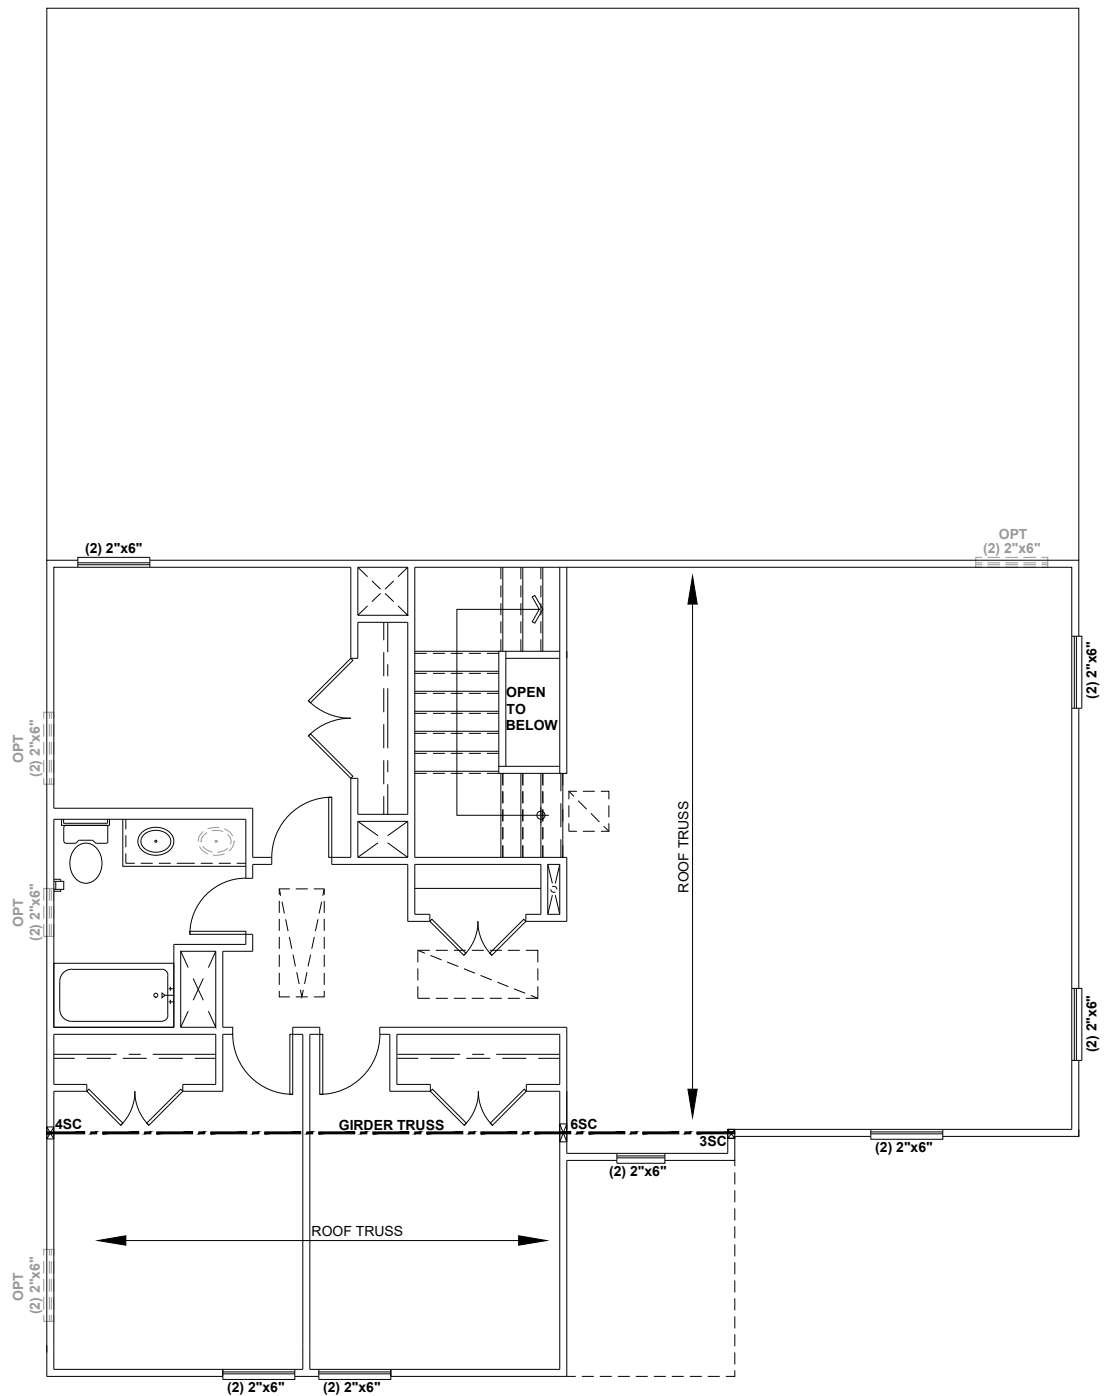 (2) 2"x6"
OPT
(2) 2"x6"
(2) 2"x6"
OPEN
TO
BELOW
OPT
(2) 2"x6"
ROOF TRUSS
OPT
(2) 2"x6"
(2) 2"x6"
4SC
GIRDER TRUSS
6SC
3SC
(2) 2"x6"
(2) 2"x6"
ROOF TRUSS
OPT
(2) 2"x6"
(2) 2"x6"
(2) 2"x6"